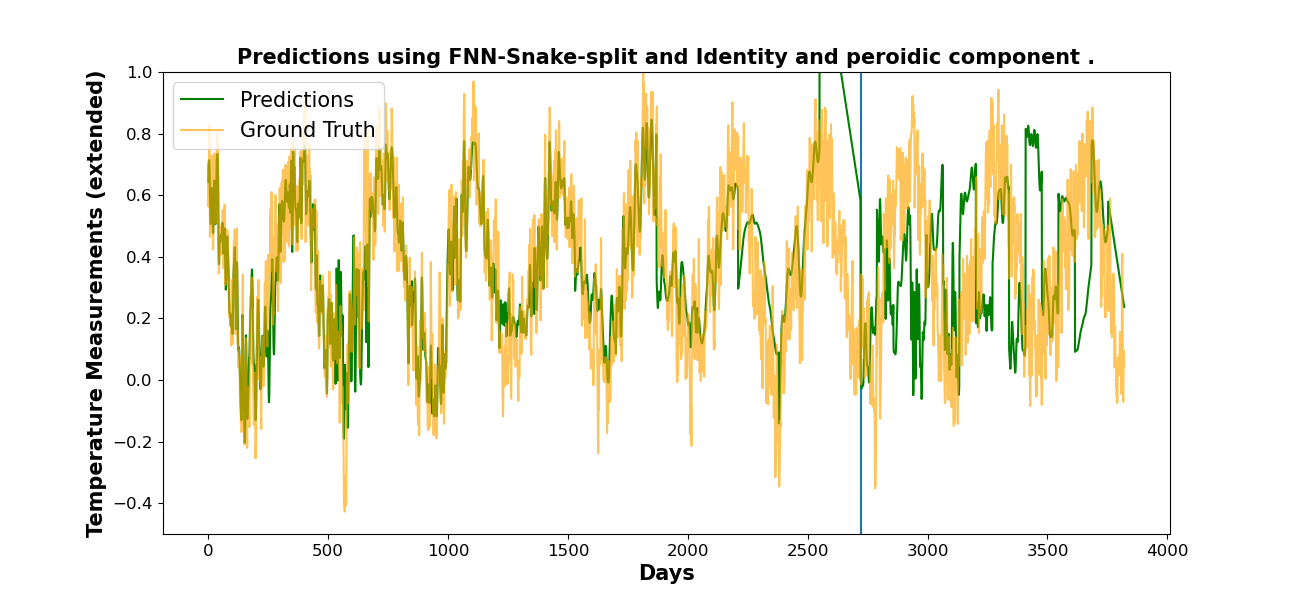 Predictions using FNN-Snake-split and Identity and peroidic component .
Predictions
Ground Truth
Temperature Measurements (extended)
1.0
0.8
0.6
0.4
0.2
0.0
−0.2
−0.4
0 500 1000 1500 2000 2500 3000 3500 4000
Days